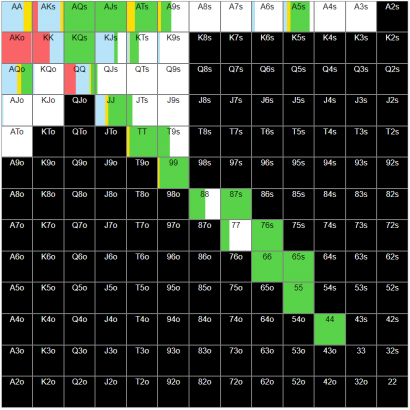 AA AKs AQs AJs ATs A9s A8s A7s A6s A5s A4s A3s A2s
AKo KK KQs KJs KTs K9s K8s K7s K6s K5s K4s K3s K2s
AQo KQo QQ QJs QTs Q9s Q8s Q7s Q6s Q5s Q4s Q3s Q2s
AJo KJo QJo JJ JTs J9s J8s J7s J6s J5s J4s J3s J2s
ATo KTo QTo JTo TT T9s T8s T7s T6s T5s T4s T3s T2s
A9o K9o Q9o J9o T9o 99 98s 97s 96s 95s 94s 93s 92s
A8o K8o Q8o J8o T8o 98o 88 87s 86s 85s 84s 83s 82s
A7o K7o Q7o J7o T7o 97o 87o 77 76s 75s 74s 73s 72s
A6o K6o Q6o J6o T6o 96o 86o 76o 66 65s 64s 63s 62s
A5o K5o Q5o J5o T5o 95o 85o 75o 65o 55 54s 53s 52s
A4o K4o Q4o J4o T4o 94o 84o 74o 64o 54o 44 43s 42s
A3o K3o Q3o J3o T3o 93o 83o 73o 63o 53o 43o 33 32s
A2o K2o Q2o J2o T2o 92o 82o 72o 62o 52o 42o 32o 22